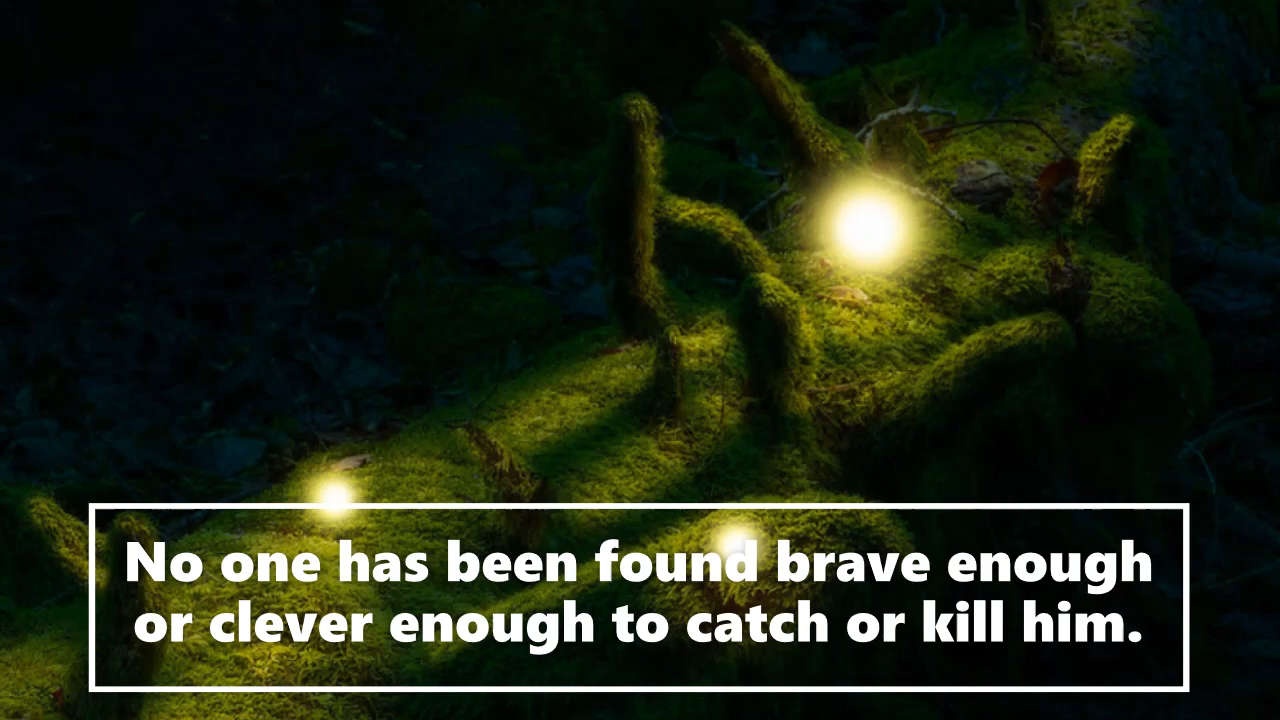 No one has been found brave enough
or clever enough to catch or kill him.